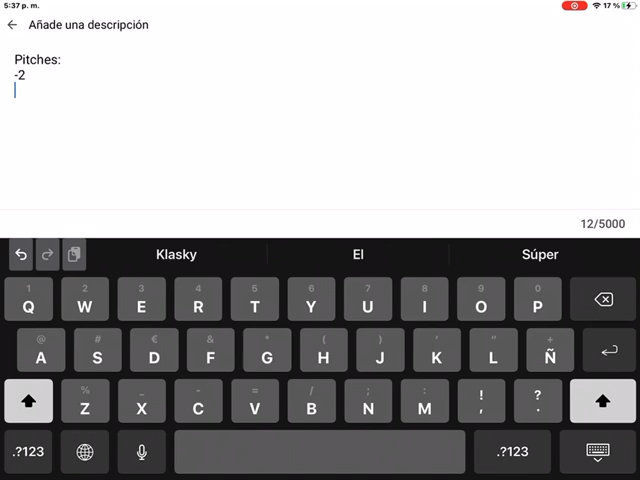 5:37 p. m.
17 %
Añade una descripción
Pitches:
-2
12/5000
Klasky
El
Súper
1 2 3 4 5 6 7 8 9 0
Q W E R T Y U I O P
@ # € & * ( ) ' " +
A S D F G H J K L Ñ
% _ - = / ; : ! ?
Z X C V B N M , .
.?123
.?123